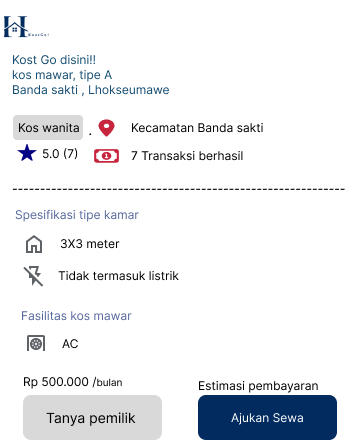 H
KostGo!
Kost Go disini!!
kos mawar, tipe A
Banda sakti , Lhokseumawe
Kos wanita . Kecamatan Banda sakti
5.0 (7) 7 Transaksi berhasil
Spesifikasi tipe kamar
3X3 meter
Tidak termasuk listrik
Fasilitas kos mawar
AC
Rp 500.000 /bulan
Estimasi pembayaran
Tanya pemilik
Ajukan Sewa